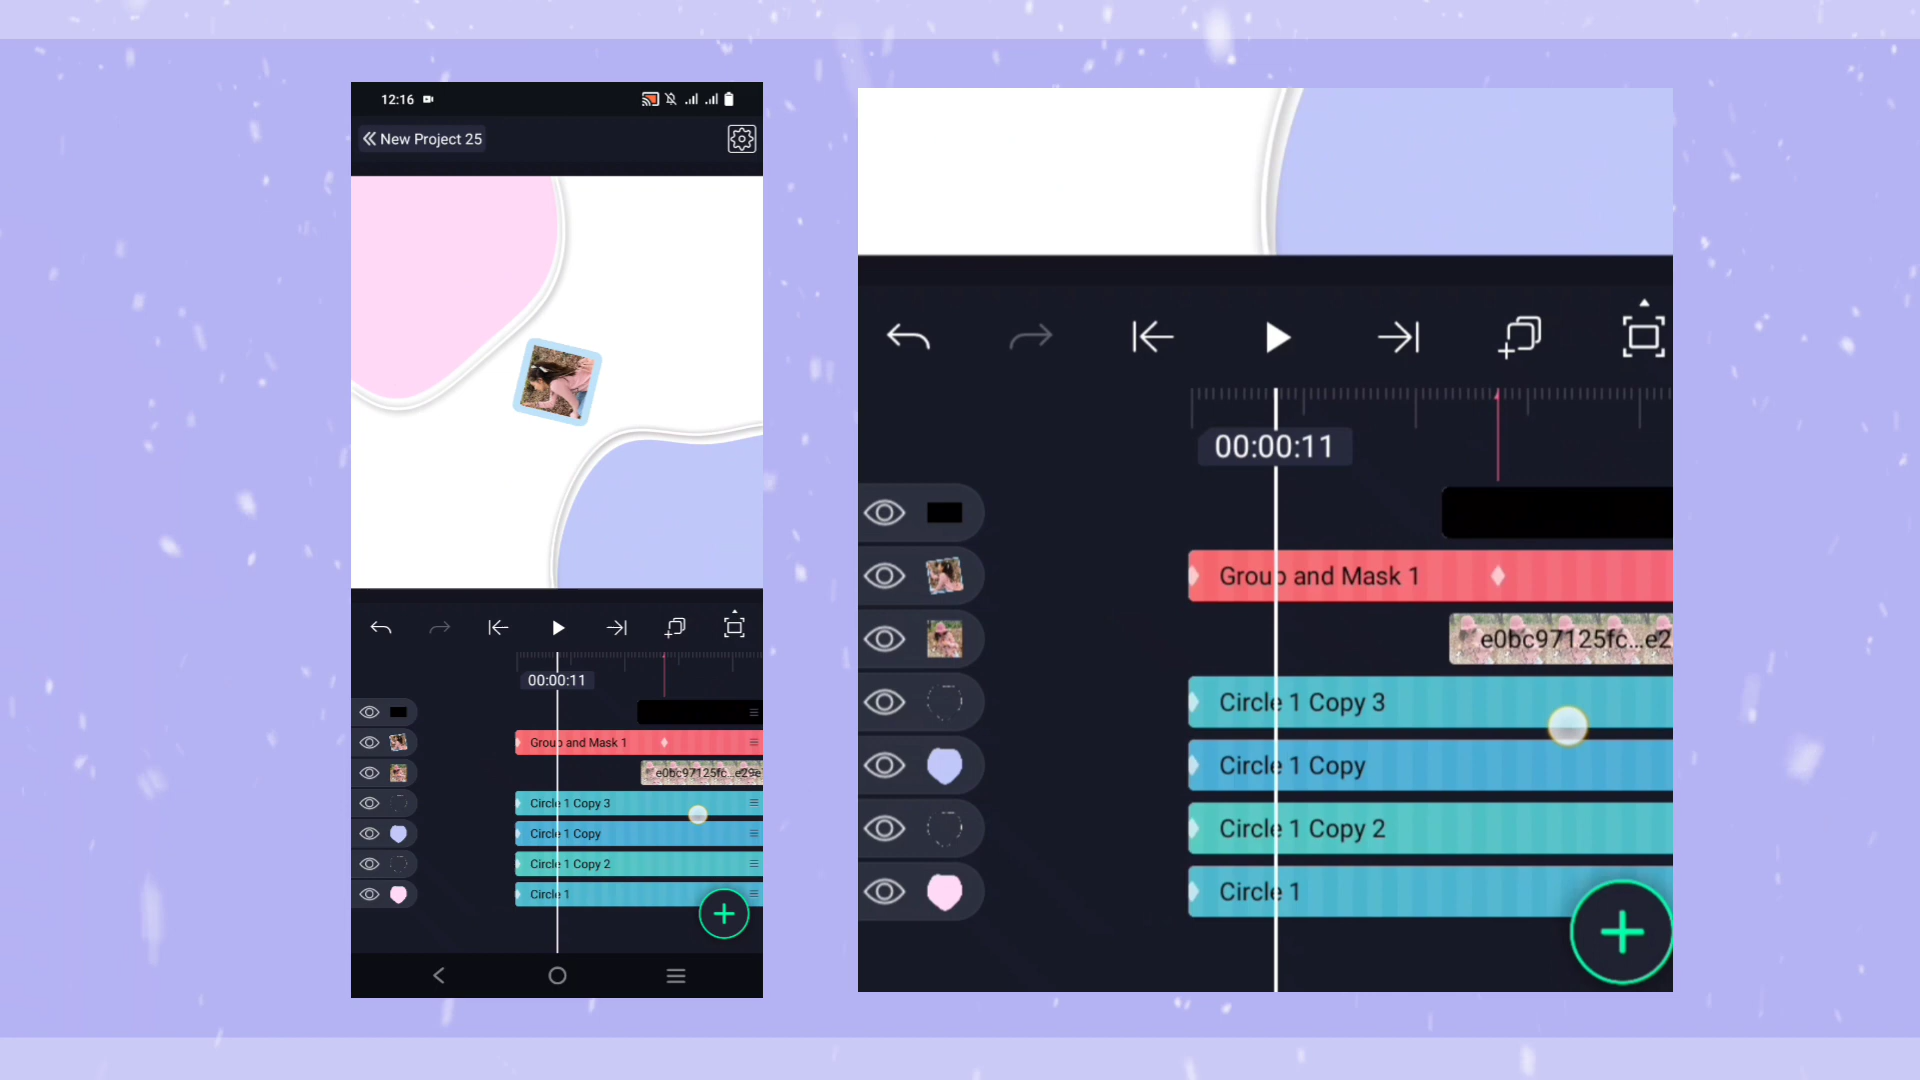 12:16
New Project 25
00:00:11
Group and Mask 1
e0bc97125fc...e29e
Circle 1 Copy 3
Circle 1 Copy
Circle 1 Copy 2
Circle 1
00:00:11
Group and Mask 1
e0bc97125fc...e2
Circle 1 Copy 3
Circle 1 Copy
Circle 1 Copy 2
Circle 1